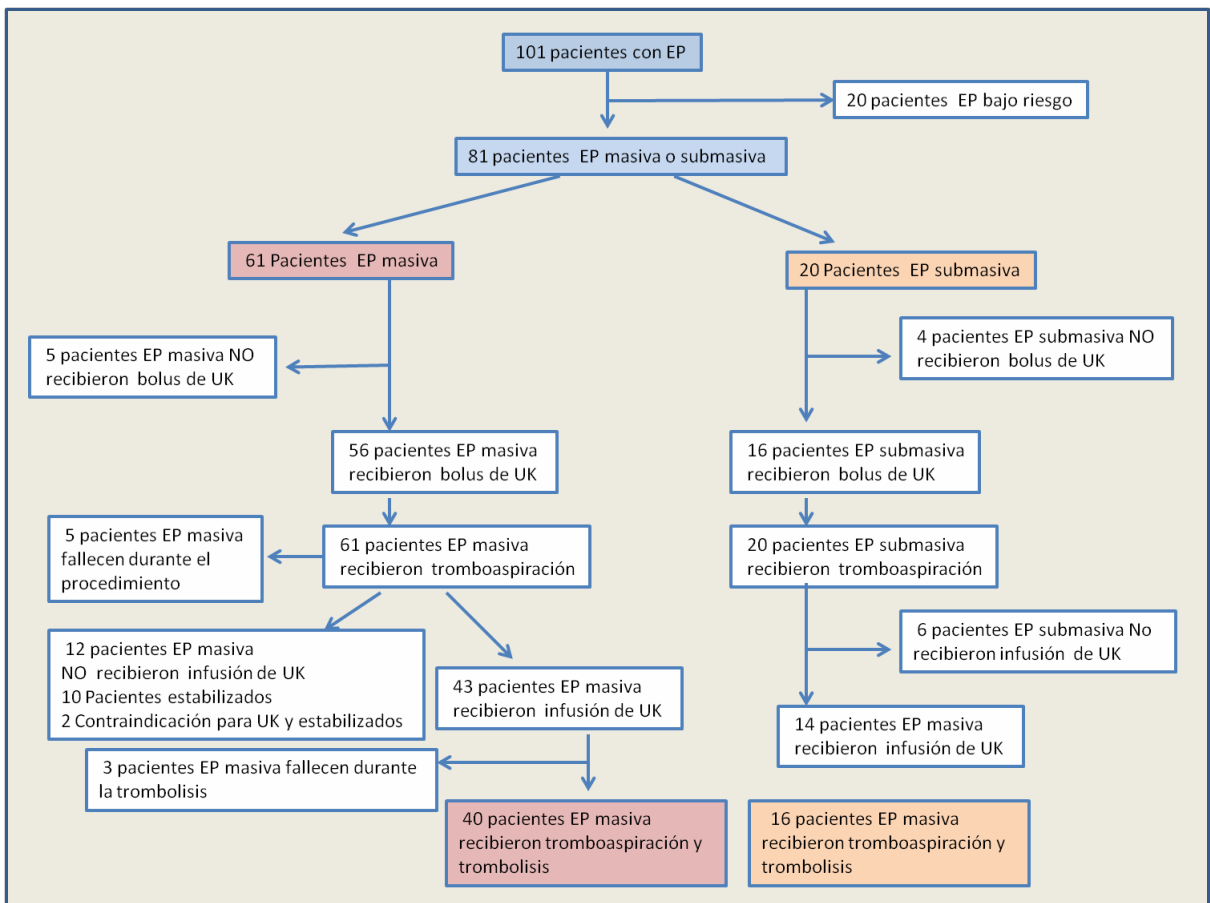 101 pacientes con EP
20 pacientes EP bajo riesgo
81 pacientes EP masiva o submasiva
61 Pacientes EP masiva
20 Pacientes EP submasiva
5 pacientes EP masiva NO
recibieron bolus de UK
4 pacientes EP submasiva NO
recibieron bolus de UK
56 pacientes EP masiva
recibieron bolus de UK
16 pacientes EP submasiva
recibieron bolus de UK
5 pacientes EP masiva
fallecen durante el
procedimiento
61 pacientes EP masiva
recibieron tromboaspiración
20 pacientes EP submasiva
recibieron tromboaspiración
12 pacientes EP masiva
NO recibieron infusión de UK
10 Pacientes estabilizados
2 Contraindicación para UK y estabilizados
43 pacientes EP masiva
recibieron infusión de UK
6 pacientes EP submasiva No
recibieron infusión de UK
14 pacientes EP masiva
recibieron infusión de UK
3 pacientes EP masiva fallecen durante
la trombolisis
40 pacientes EP masiva
recibieron tromboaspiración y
trombolisis
16 pacientes EP masiva
recibieron tromboaspiración y
trombolisis